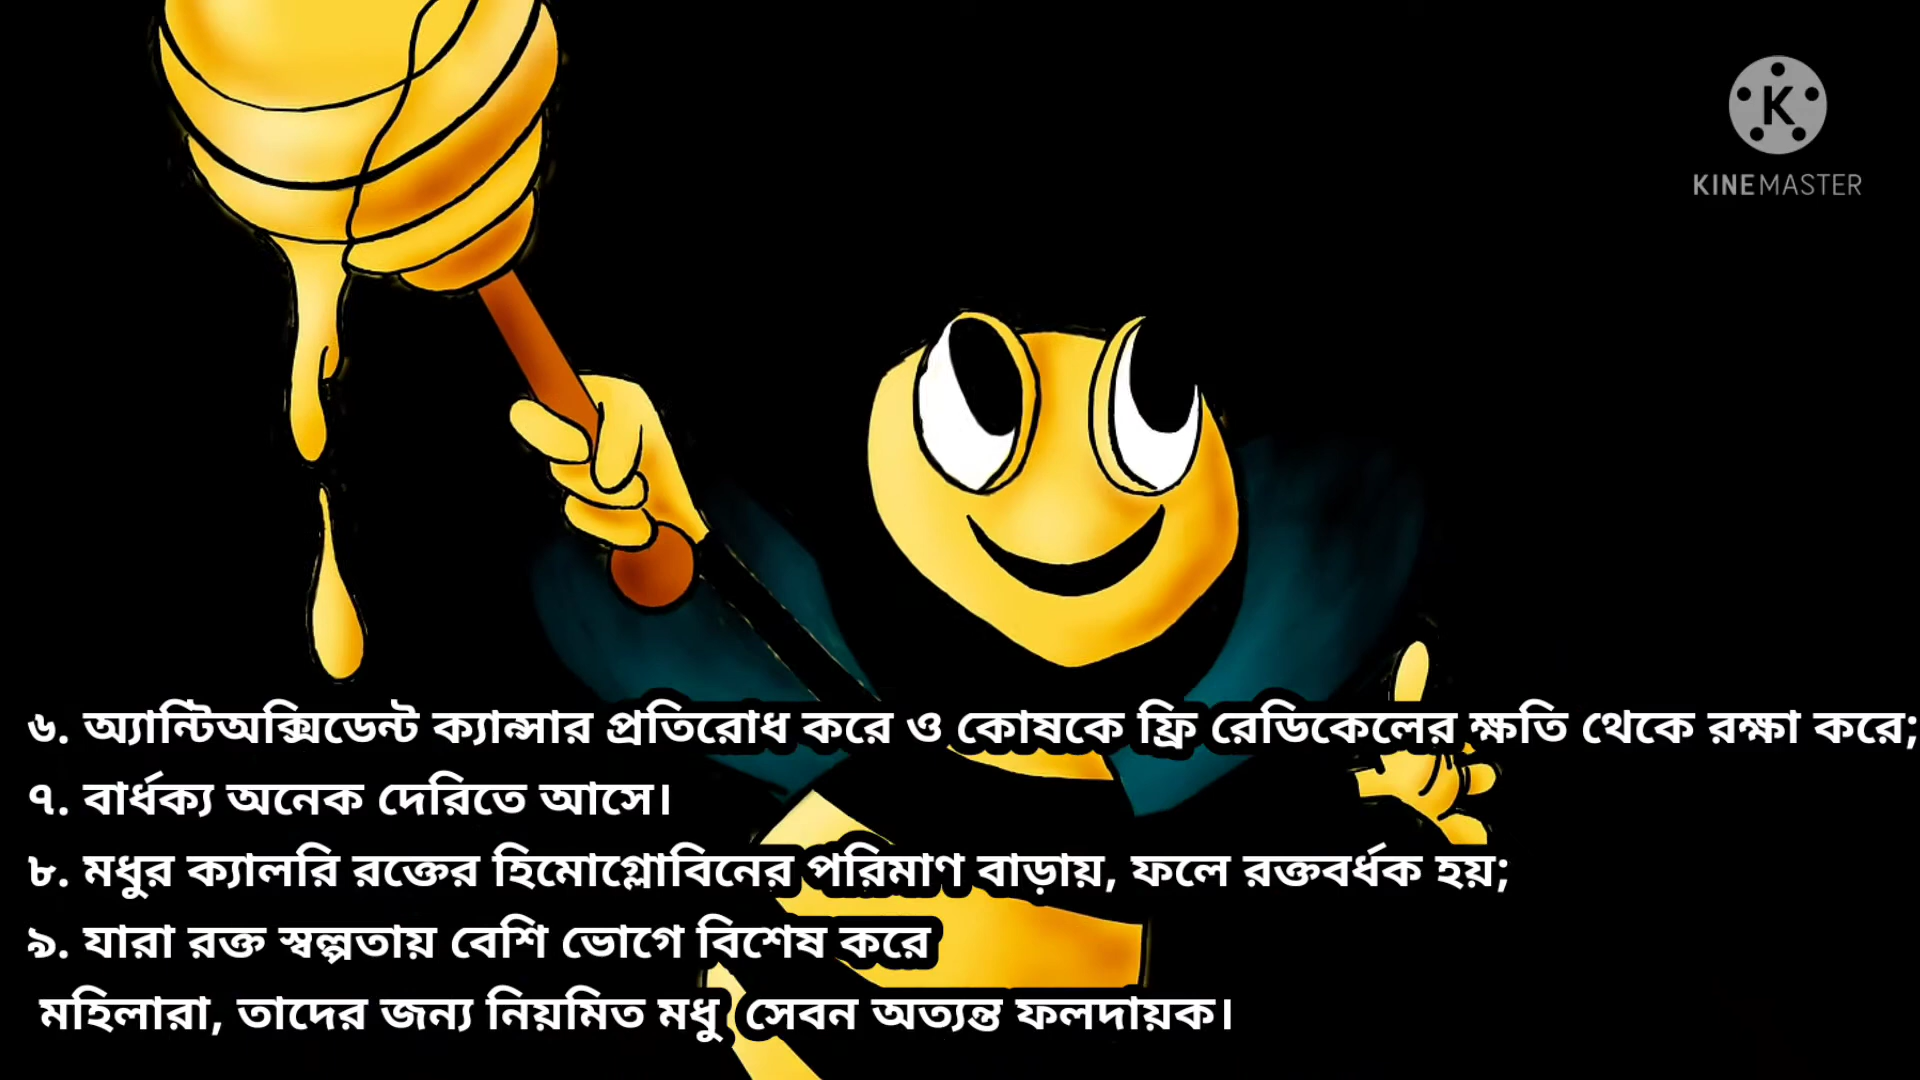 KINEMASTER
৬. অ্যান্টিঅক্সিডেন্ট ক্যান্সার প্রতিরোধ করে ও কোষকে ফ্রি রেডিকেলের ক্ষতি থেকে রক্ষা করে;
৭. বার্ধক্য অনেক দেরিতে আসে।
৮. মধুর ক্যালরি রক্তের হিমোগ্লোবিনের পরিমাণ বাড়ায়, ফলে রক্তবর্ধক হয়;
৯. যারা রক্ত স্বল্পতায় বেশি ভোগে বিশেষ করে
মহিলারা, তাদের জন্য নিয়মিত মধু সেবন অত্যন্ত ফলদায়ক।